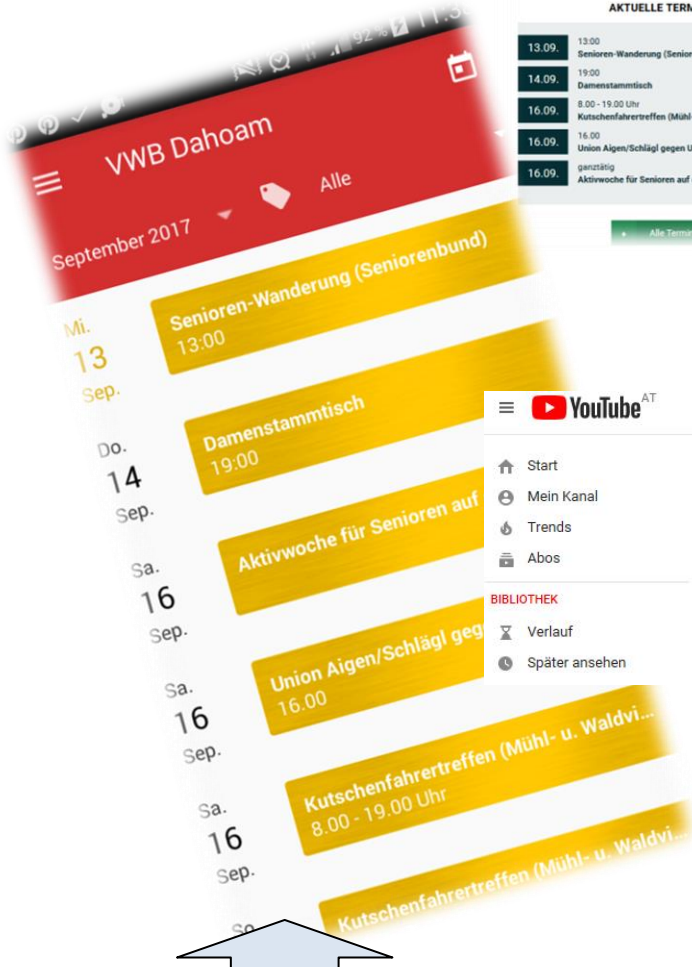 92 %
VWB Dahoam
September 2017
Alle
Mi.
13
Sep.
Senioren-Wanderung (Seniorenbund)
13:00
Do.
14
Sep.
Damenstammtisch
19:00
Sa.
16
Sep.
Aktivwoche für Senioren auf
Sa.
16
Sep.
Union Aigen/Schlägl
16.00
Sa.
16
Sep.
Kutschenfahrertreffen (Mühl- u. Waldvi...
8.00 - 19.00 Uhr
Kutschenfahrertreffen (Mühl- u. Waldvi...
AKTUELLE
13.09.
13:00
Senioren-Wanderung
14.09.
19:00
Damenstammtisch
16.09.
8.00 - 19.00 Uhr
Kutschenfahrertreffen
16.09.
16.00
Union Aigen/Schlägl gegen
16.09.
ganztätig
Aktivwoche für Senioren auf
Alle
YouTube AT
Start
Mein Kanal
Trends
Abos
BIBLIOTHEK
Verlauf
Später ansehen